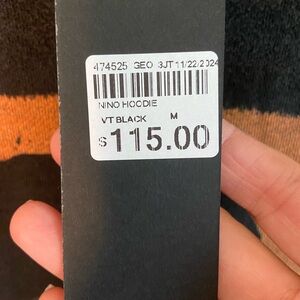 474525 GEO 3JT 11/22/2024
NINO HOODIE
VT BLACK M
$115.00